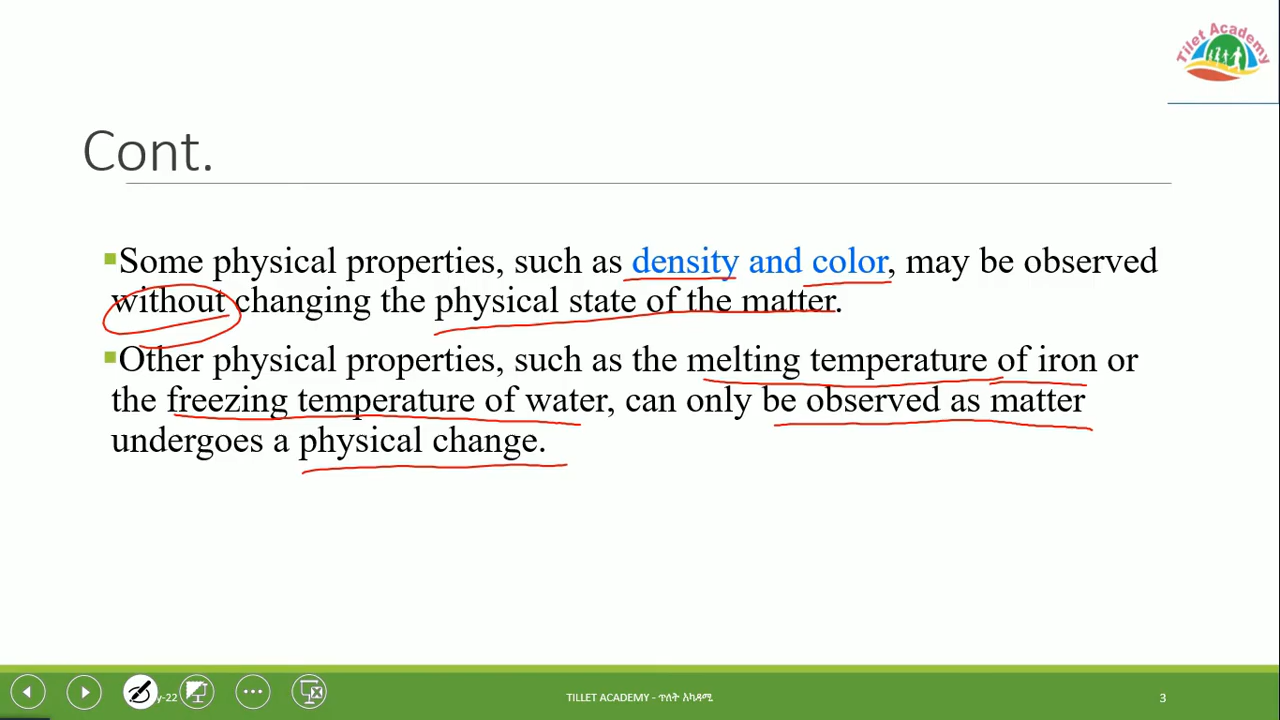 Tilet Academy
Cont.
Some physical properties, such as density and color, may be observed
without changing the physical state of the matter.
Other physical properties, such as the melting temperature of iron or
the freezing temperature of water, can only be observed as matter
undergoes a physical change.
y-22
TILLET ACADEMY - ጥለት አካዳሚ
3